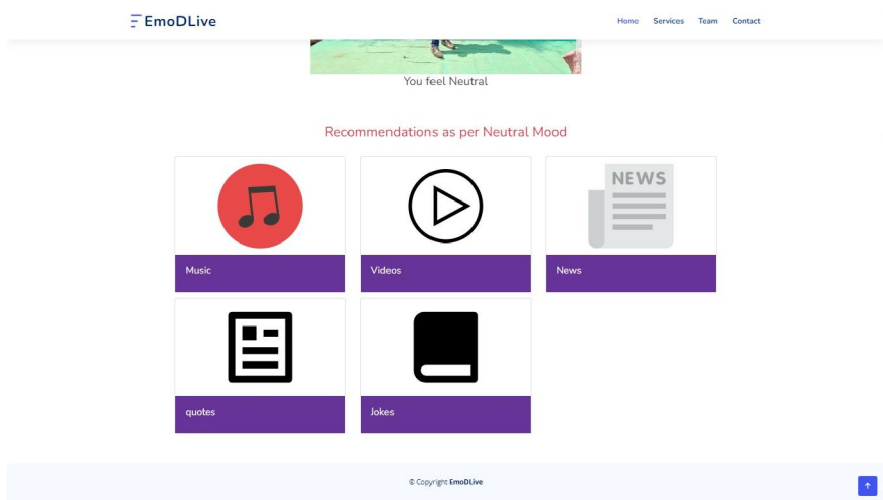 EmoDLive
Home Services Team Contact
You feel Neutral
Recommendations as per Neutral Mood
NEWS
Music Videos News
quotes Jokes
© Copyright EmoDLive